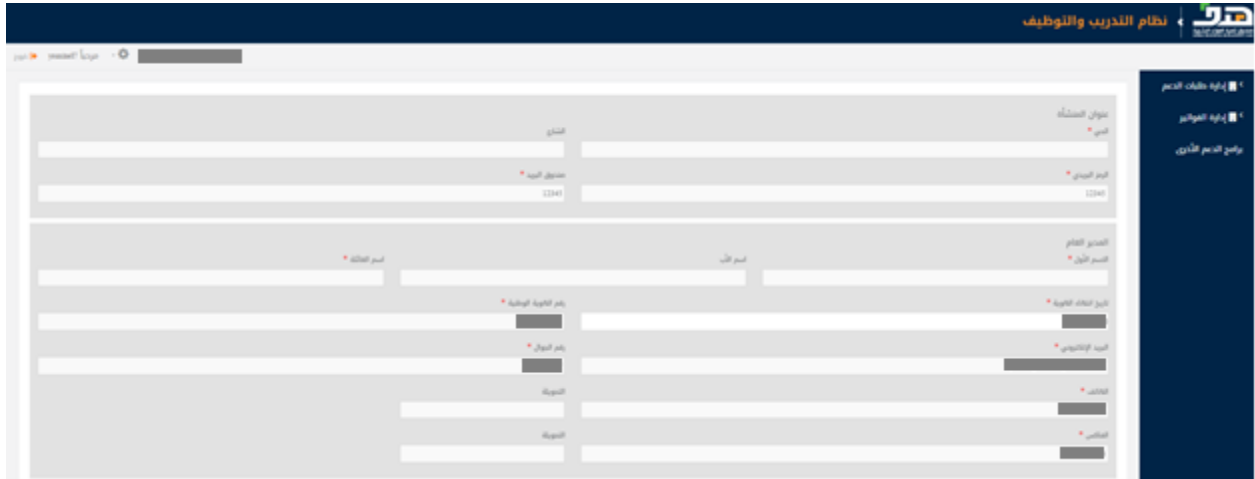 هدف
نظام التدريب والتوظيف
مرحباً
خروج
إدارة طلبات الدعم
إدارة الفواتير
برامج الدعم الأخرى
عنوان المنشأة
الحي * الشارع
الرمز البريدي * صندوق البريد *
12345 12345
المدير العام
الاسم الأول * اسم الأب اسم العائلة *
تاريخ انتهاء الهوية * رقم الهوية الوطنية *
البريد الإلكتروني * رقم الجوال *
الهاتف * التحويلة
الفاكس * التحويلة